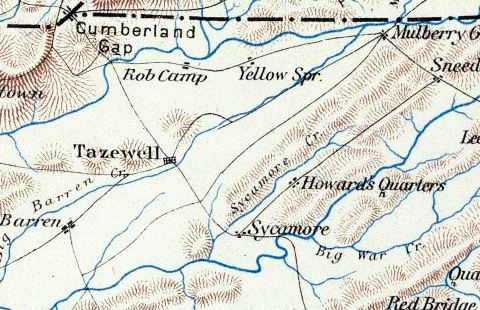 Cumberland
Gap
Mulberry G
Rob Camp
Yellow Spr.
Sneed
town
Tazewell
Lee
Sycamore Cr.
Howard's Quarters
Barren Crk.
Barren
Big
Sycamore
Big War Cr.
Qua
Red Bridge